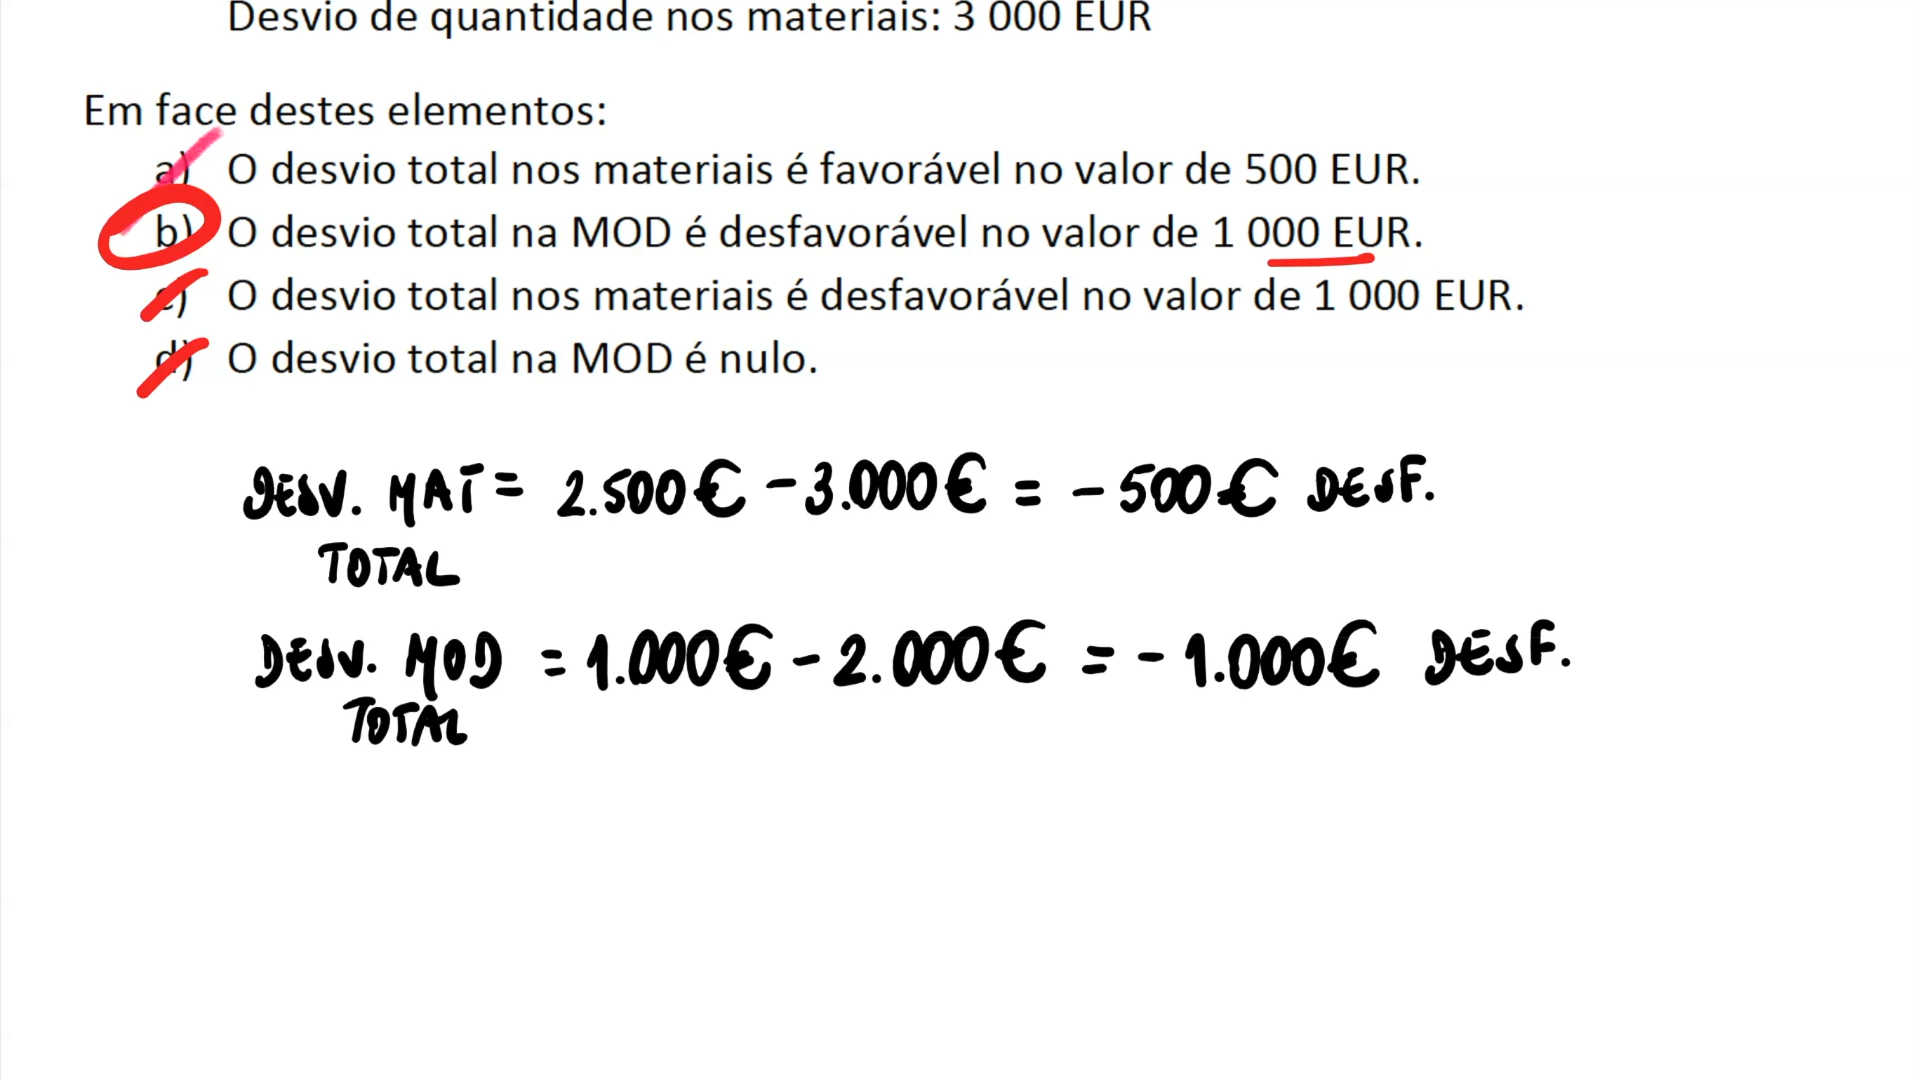 Desvio de quantidade nos materiais: 3 000 EUR
Em face destes elementos:
a) O desvio total nos materiais é favorável no valor de 500 EUR.
b) O desvio total na MOD é desfavorável no valor de 1 000 EUR.
c) O desvio total nos materiais é desfavorável no valor de 1 000 EUR.
d) O desvio total na MOD é nulo.
DESV. MAT = 2.500€ - 3.000€ = - 500€ DESF.
TOTAL
DESV. MOD = 1.000€ - 2.000€ = - 1.000€ DESF.
TOTAL